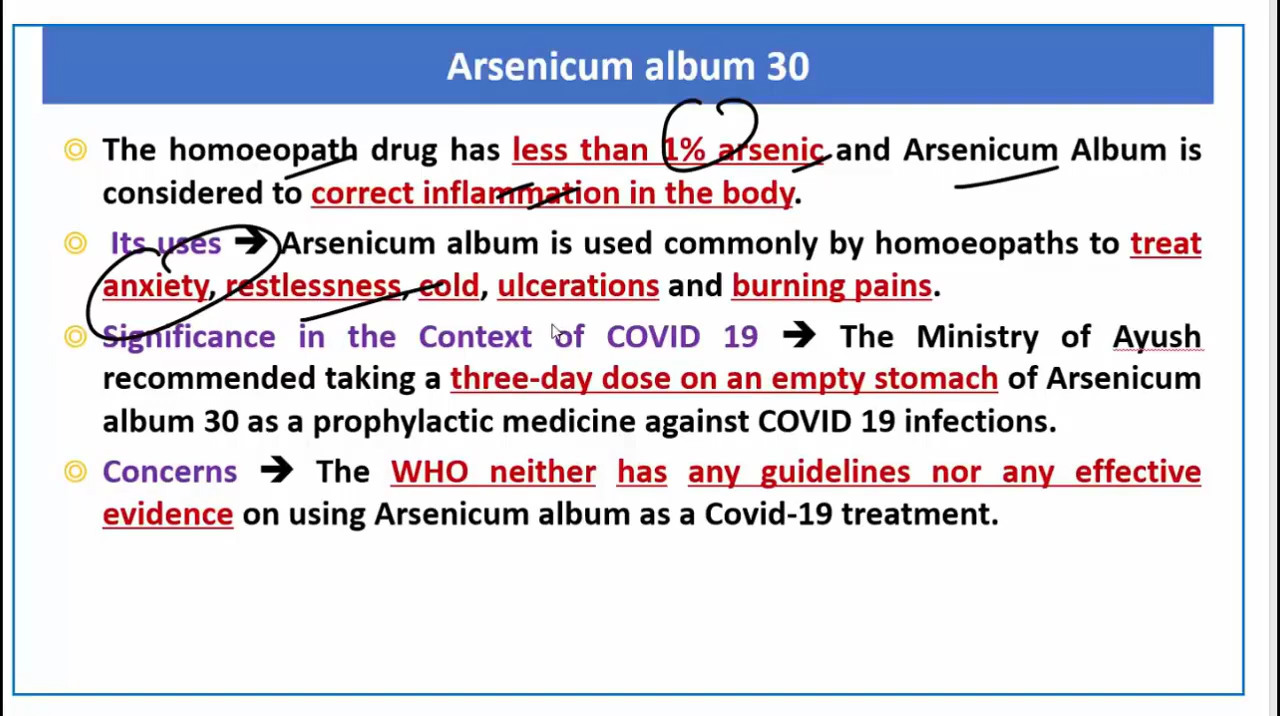 Arsenicum album 30
The homoeopath drug has less than 1% arsenic and Arsenicum Album is
considered to correct inflammation in the body.
Its uses ➔ Arsenicum album is used commonly by homoeopaths to treat
anxiety, restlessness, cold, ulcerations and burning pains.
Significance in the Context of COVID 19 ➔ The Ministry of Ayush
recommended taking a three-day dose on an empty stomach of Arsenicum
album 30 as a prophylactic medicine against COVID 19 infections.
Concerns ➔ The WHO neither has any guidelines nor any effective
evidence on using Arsenicum album as a Covid-19 treatment.